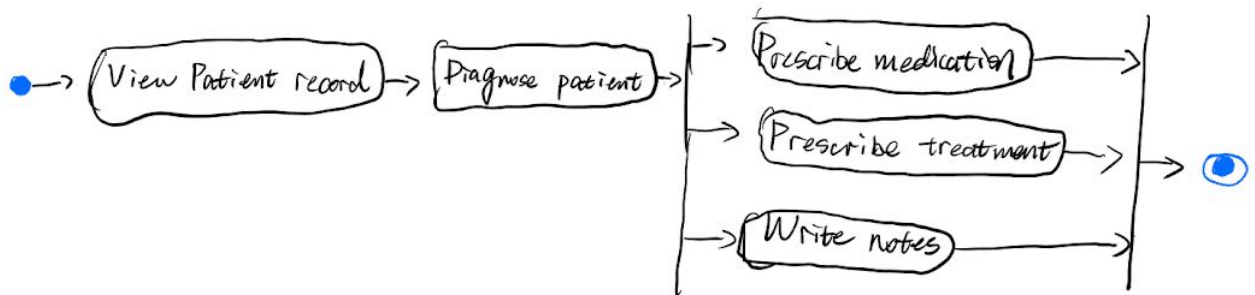 View Patient record
Diagnose patient
Prescribe medication
Prescribe treatment
Write notes